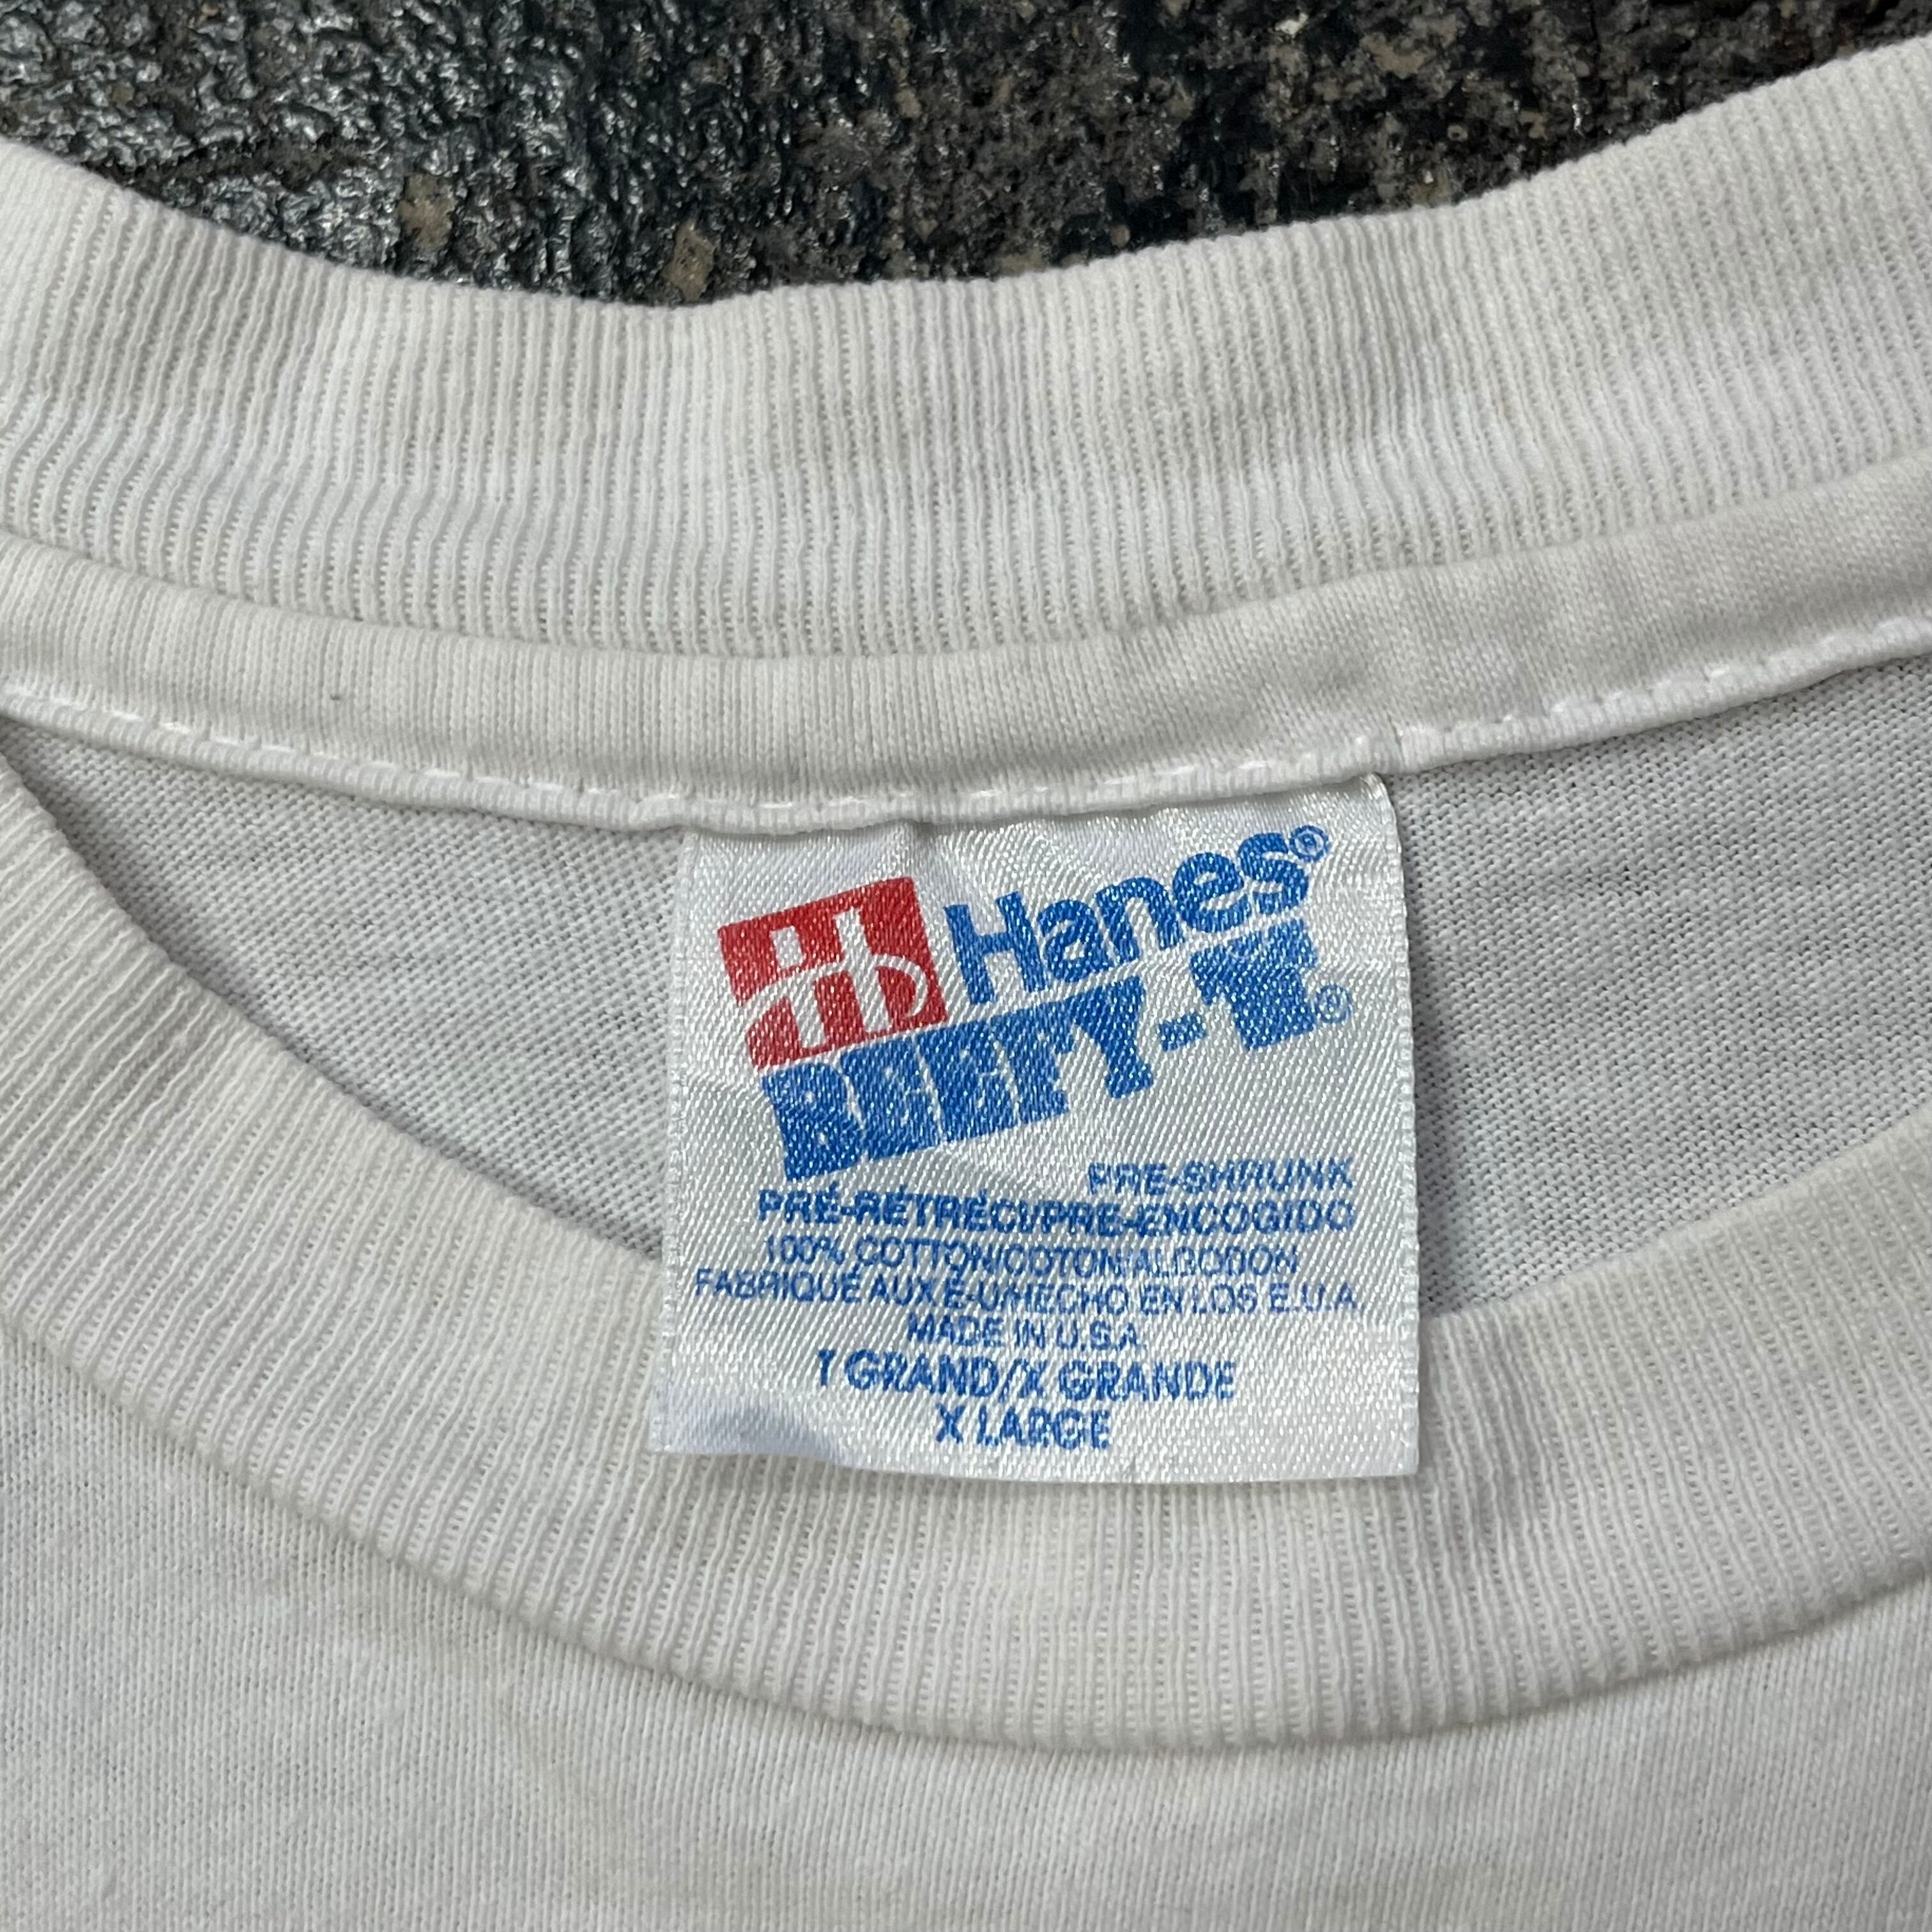 Hanes®
BEEFY-T®
PRE-SHRUNK
PRÉ-RÉTRÉCI/PRE-ENCOGIDO
100% COTTON/COTON/ALGODON
FABRIQUÉ AUX É-U/HECHO EN LOS E.U.A.
MADE IN U.S.A.
T GRAND/X GRANDE
X LARGE